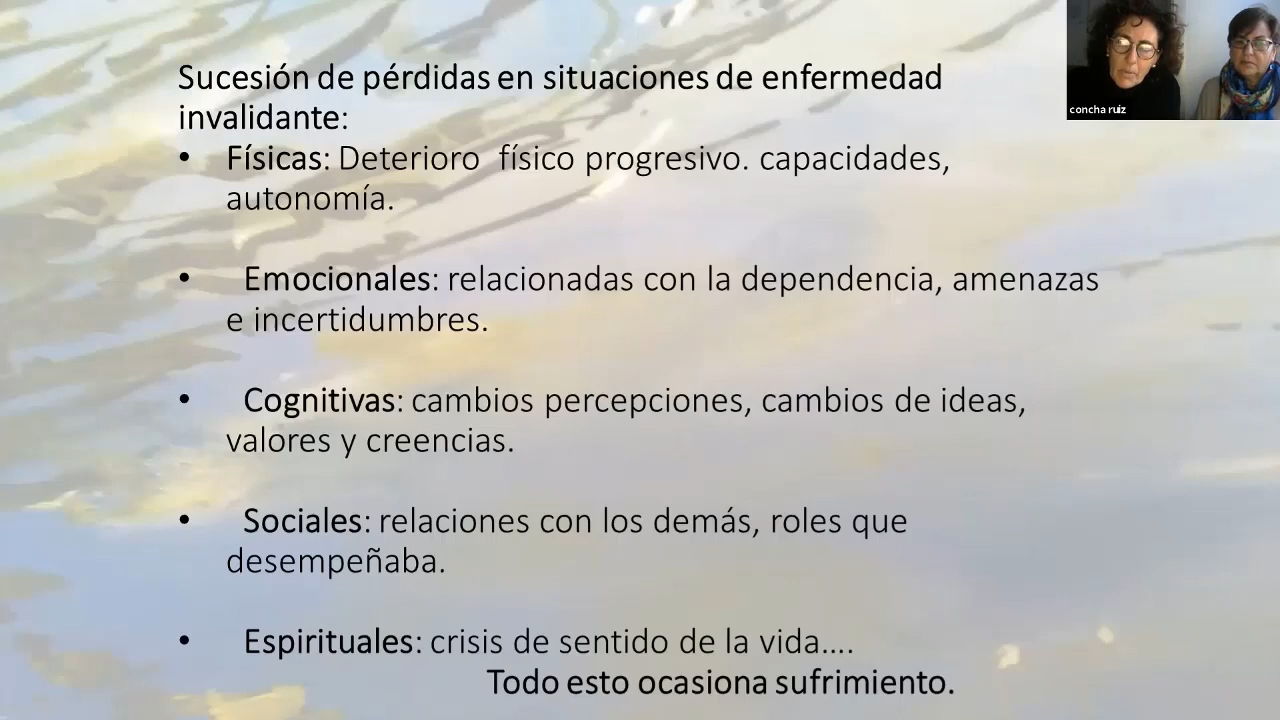 Sucesión de pérdidas en situaciones de enfermedad
invalidante:
• Físicas: Deterioro físico progresivo. capacidades,
autonomía.
• Emocionales: relacionadas con la dependencia, amenazas
e incertidumbres.
• Cognitivas: cambios percepciones, cambios de ideas,
valores y creencias.
• Sociales: relaciones con los demás, roles que
desempeñaba.
• Espirituales: crisis de sentido de la vida....
Todo esto ocasiona sufrimiento.
concha ruiz